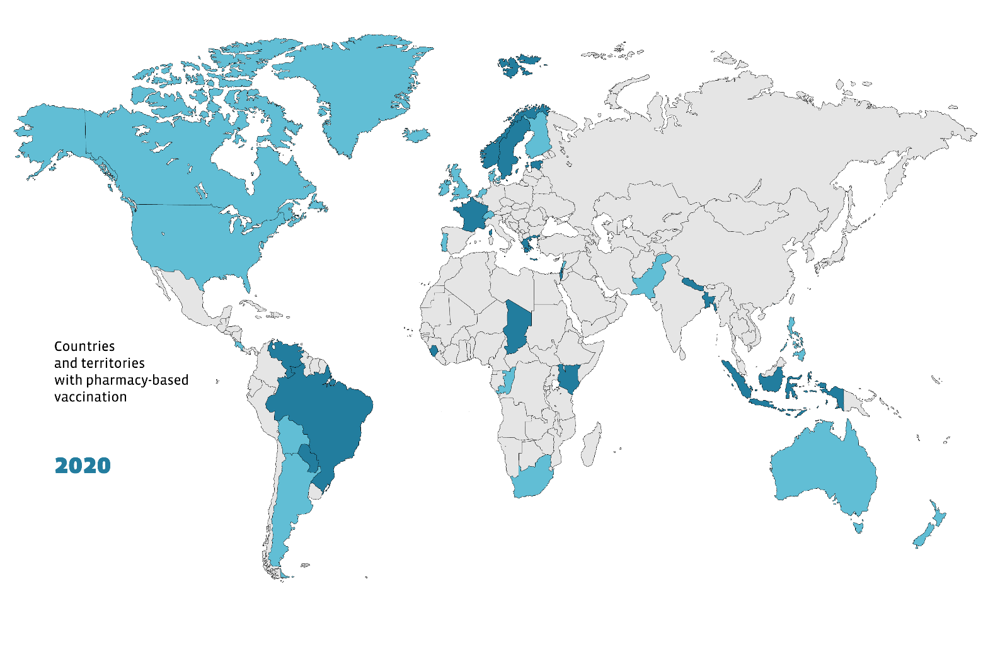 Countries
and territories
with pharmacy-based
vaccination
2020